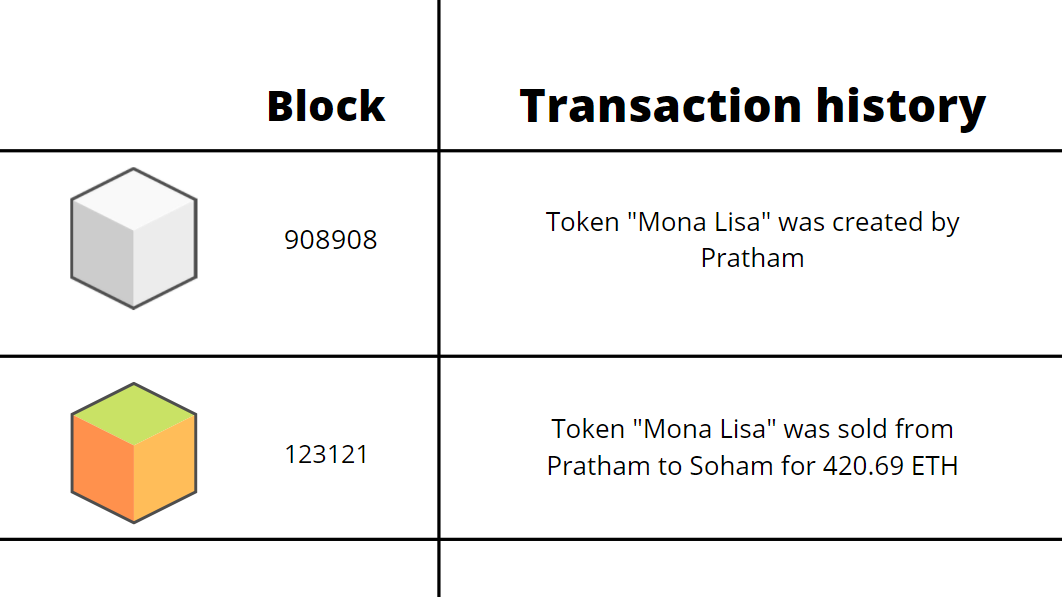 Block
Transaction history
908908
Token "Mona Lisa" was created by
Pratham
123121
Token "Mona Lisa" was sold from
Pratham to Soham for 420.69 ETH